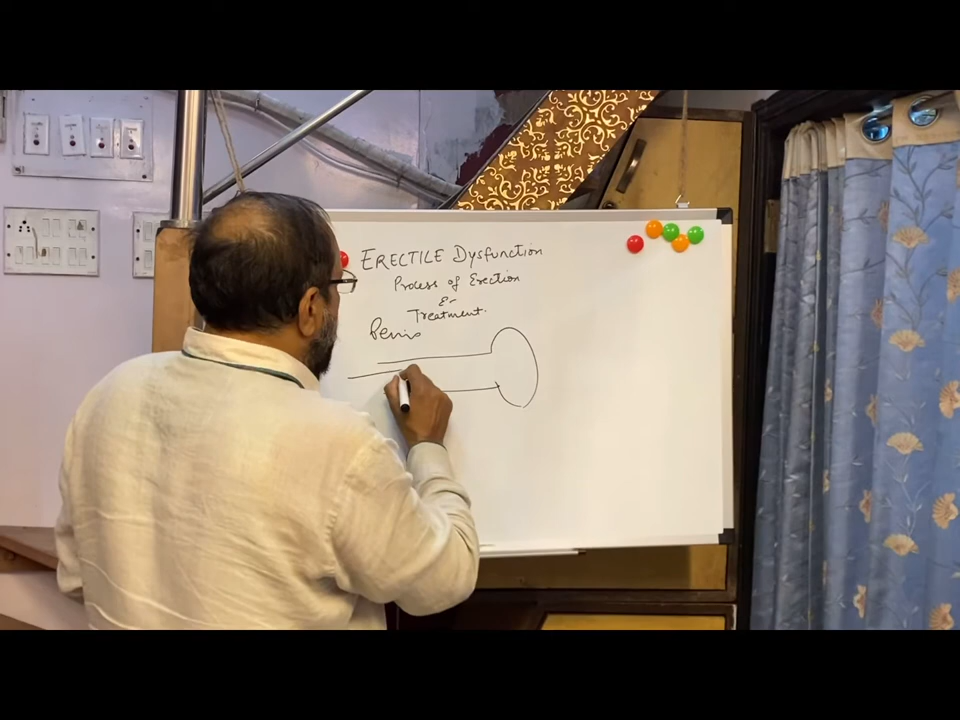 ERECTILE Dysfunction
Process of Erection
&
Treatment.
Penis